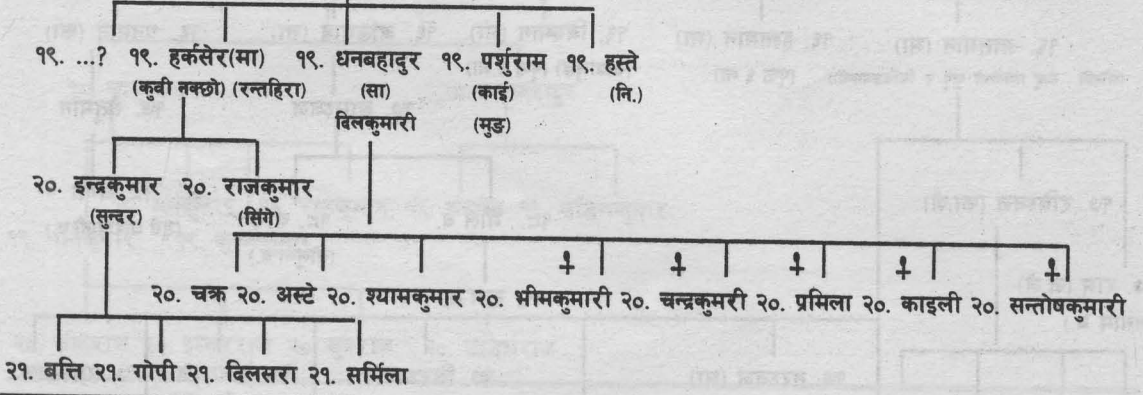 १९. ...? १९. हर्कसेर(मा) १९. धनबहादुर १९. पर्शुराम १९. हस्ते
(कुवी नक्छो) (रन्तहिरा) (सा) (काई) (नि.)
दिलकुमारी (मुङ)
२०. इन्द्रकुमार २०. राजकुमार
(सुन्दर) (सिंगे)
२०. चक्र २०. अस्टे २०. श्यामकुमार २०. भीमकुमारी २०. चन्द्रकुमरी २०. प्रमिला २०. काइली २०. सन्तोषकुमारी
२१. बत्ति २१. गोपी २१. दिलसरा २१. सर्मिला